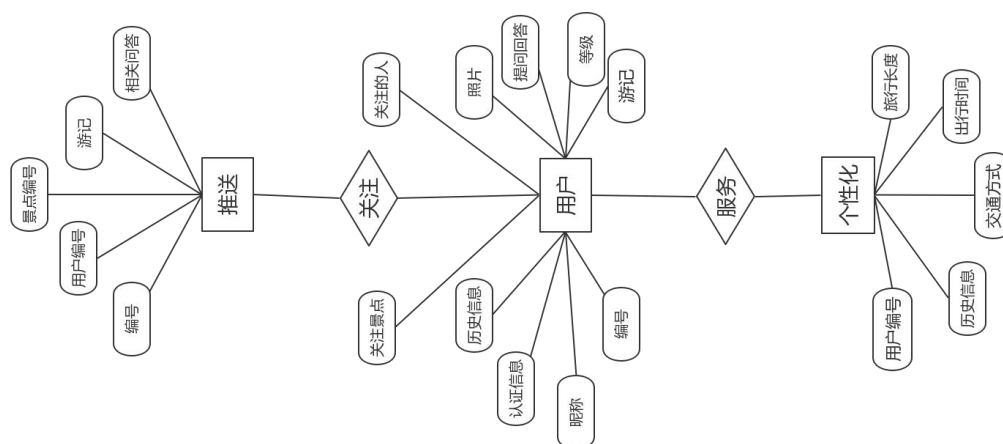 相关问答
游记
景点编号
用户编号
编号
推送
关注
关注的人
照片
提问回答
等级
游记
用户
关注景点
历史信息
认证信息
昵称
编号
服务
旅行长度
出行时间
交通方式
历史信息
用户编号
个性化